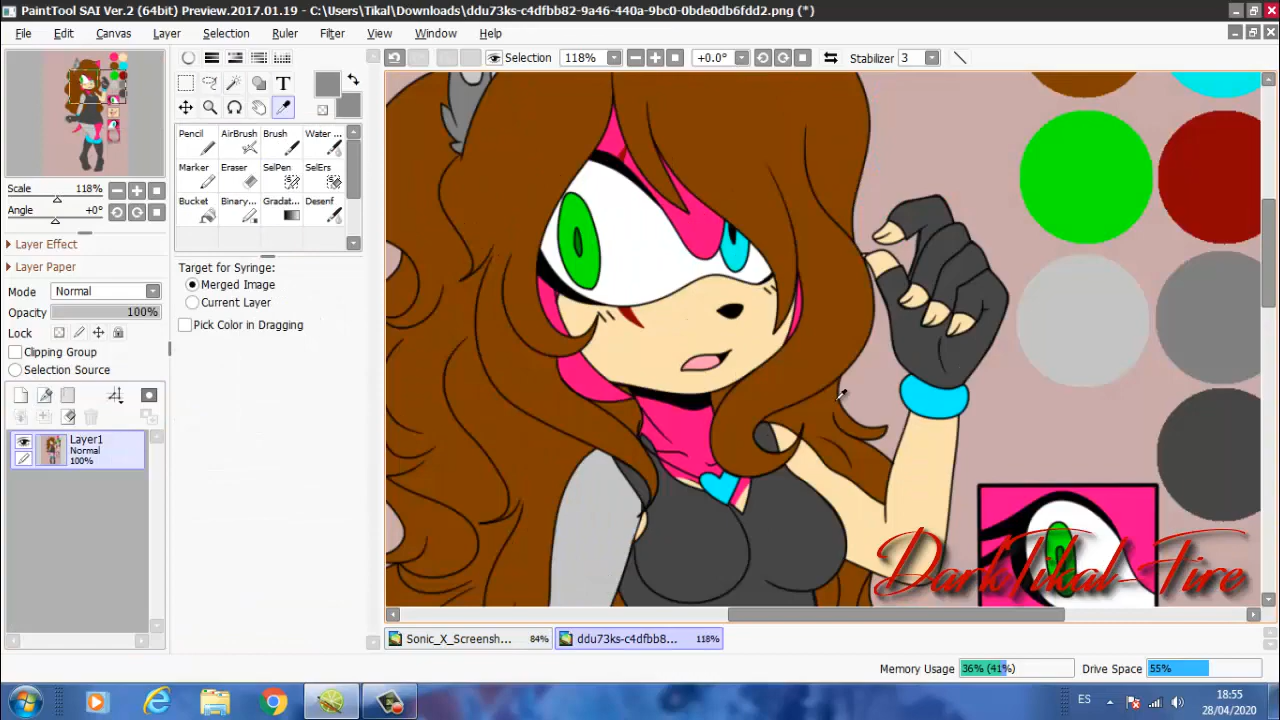 PaintTool SAI Ver.2 (64bit) Preview.2017.01.19 - C:\Users\Tikal\Downloads\ddu73ks-c4dfbb82-9a46-440a-9bc0-0bde0db6fdd2.png (*)
File Edit Canvas Layer Selection Ruler Filter View Window Help
Selection 118% +0.0° Stabilizer 3
T
Pencil AirBrush Brush Water ...
Marker Eraser SelPen SelErs
Bucket Binary... Gradat... Desenf
Scale 118%
Angle +0°
Layer Effect
Layer Paper
Mode Normal
Opacity 100%
Lock
Clipping Group
Selection Source
Target for Syringe:
Merged Image
Current Layer
Pick Color in Dragging
Layer1
Normal
100%
DarkTikal-Fire
Sonic_X_Screensh... 84% ddu73ks-c4dfbb8... 118%
Memory Usage 36% (41%) Drive Space 55%
ES 18:55
28/04/2020